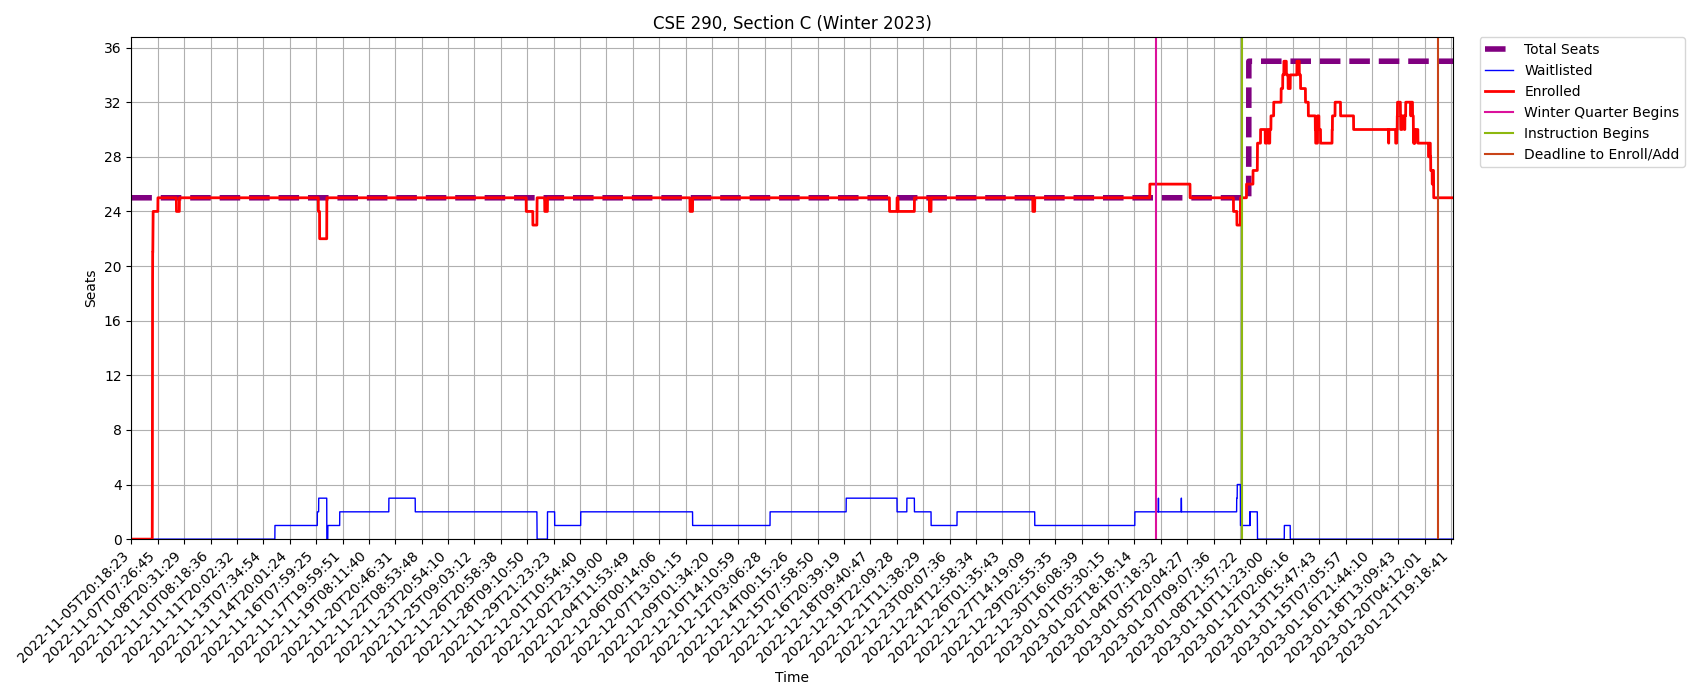 CSE 290, Section C (Winter 2023)
Total Seats
Waitlisted
Enrolled
Winter Quarter Begins
Instruction Begins
Deadline to Enroll/Add
Seats
36
32
28
24
20
16
12
8
4
0
2022-11-05T20:18:23
2022-11-07T07:26:45
2022-11-08T20:31:29
2022-11-10T08:18:36
2022-11-11T20:02:32
2022-11-13T07:34:54
2022-11-14T20:01:24
2022-11-16T07:59:25
2022-11-17T19:59:51
2022-11-19T08:11:40
2022-11-20T20:46:31
2022-11-22T08:53:48
2022-11-23T20:54:10
2022-11-25T09:03:12
2022-11-26T20:58:38
2022-11-28T09:10:50
2022-11-29T21:23:23
2022-12-01T10:54:40
2022-12-02T23:19:00
2022-12-04T11:53:49
2022-12-06T00:14:06
2022-12-07T13:01:15
2022-12-09T01:34:20
2022-12-10T14:10:59
2022-12-12T03:06:28
2022-12-14T00:15:26
2022-12-15T07:58:50
2022-12-16T20:39:19
2022-12-18T09:40:47
2022-12-19T22:09:28
2022-12-21T11:38:29
2022-12-23T00:07:36
2022-12-24T12:58:34
2022-12-26T01:35:43
2022-12-27T14:19:09
2022-12-29T02:55:35
2022-12-30T16:08:39
2023-01-01T05:30:15
2023-01-02T18:18:14
2023-01-04T07:18:32
2023-01-05T20:04:27
2023-01-07T09:07:36
2023-01-08T21:57:22
2023-01-10T11:23:00
2023-01-12T02:06:16
2023-01-13T15:47:43
2023-01-15T07:05:57
2023-01-16T21:44:10
2023-01-18T13:09:43
2023-01-20T04:12:01
2023-01-21T19:18:41
Time